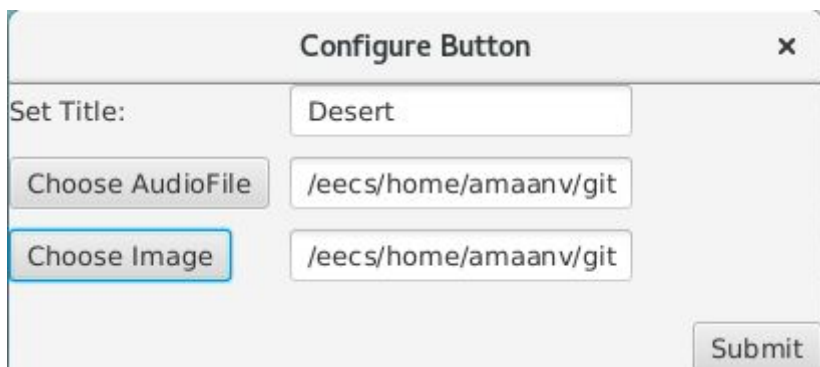 Configure Button ×
Set Title: Desert
Choose AudioFile /eecs/home/amaanv/git
Choose Image /eecs/home/amaanv/git
Submit